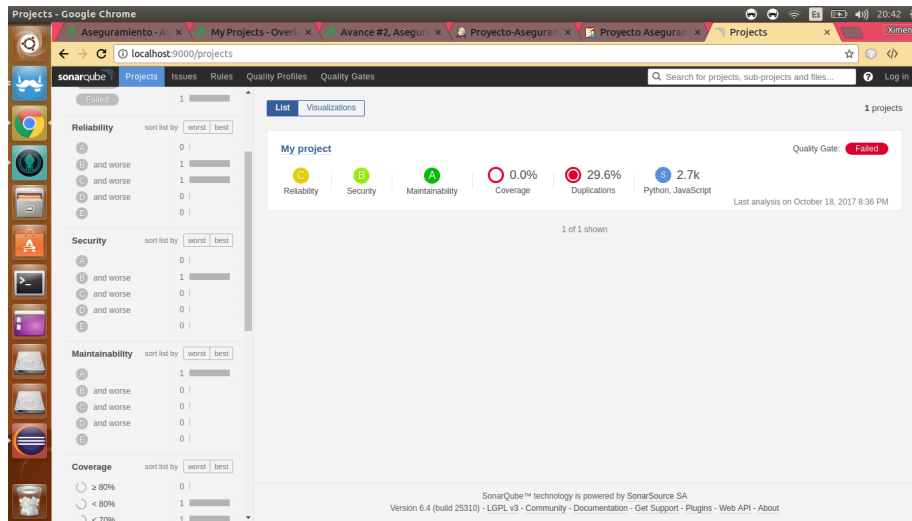 Projects - Google Chrome
Es
20:42
Aseguramiento - A
My Projects - Overl
Avance #2, Asegur
Proyecto-Aseguran
Proyecto Aseguran
Projects
Ximen
localhost:9000/projects
sonarqube
Projects
Issues
Rules
Quality Profiles
Quality Gates
Search for projects, sub-projects and files...
Log in
Failed 1
List Visualizations
1 projects
Reliability sort list by worst best
A 0
B and worse 1
C and worse 1
D and worse 0
E 0
Security sort list by worst best
A 0
B and worse 1
C and worse 0
D and worse 0
E 0
Maintainability sort list by worst best
A 1
B and worse 0
C and worse 0
D and worse 0
E 0
Coverage sort list by worst best
≥ 80% 0
< 80% 1
< 70% 1
My project
Quality Gate: Failed
C B A 0.0% 29.6% S 2.7k
Reliability Security Maintainability Coverage Duplications Python, JavaScript
Last analysis on October 18, 2017 8:36 PM
1 of 1 shown
SonarQube™ technology is powered by SonarSource SA
Version 6.4 (build 25310) - LGPL v3 - Community - Documentation - Get Support - Plugins - Web API - About